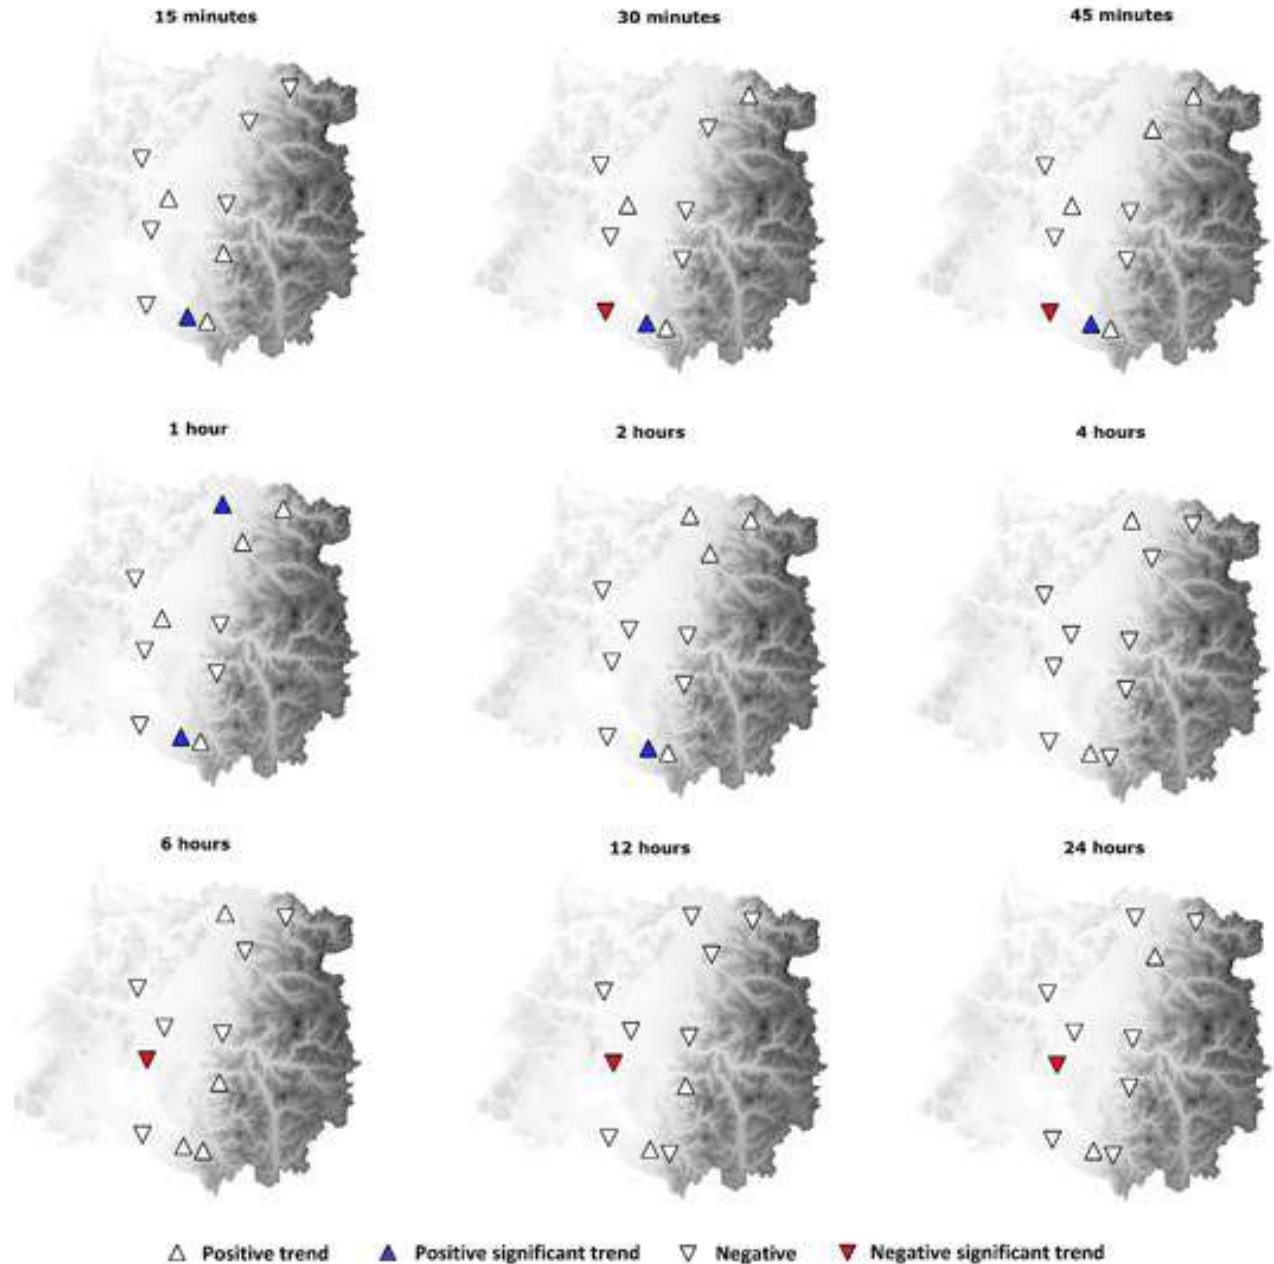 15 minutes
30 minutes
45 minutes
1 hour
2 hours
4 hours
6 hours
12 hours
24 hours
Positive trend
Positive significant trend
Negative
Negative significant trend